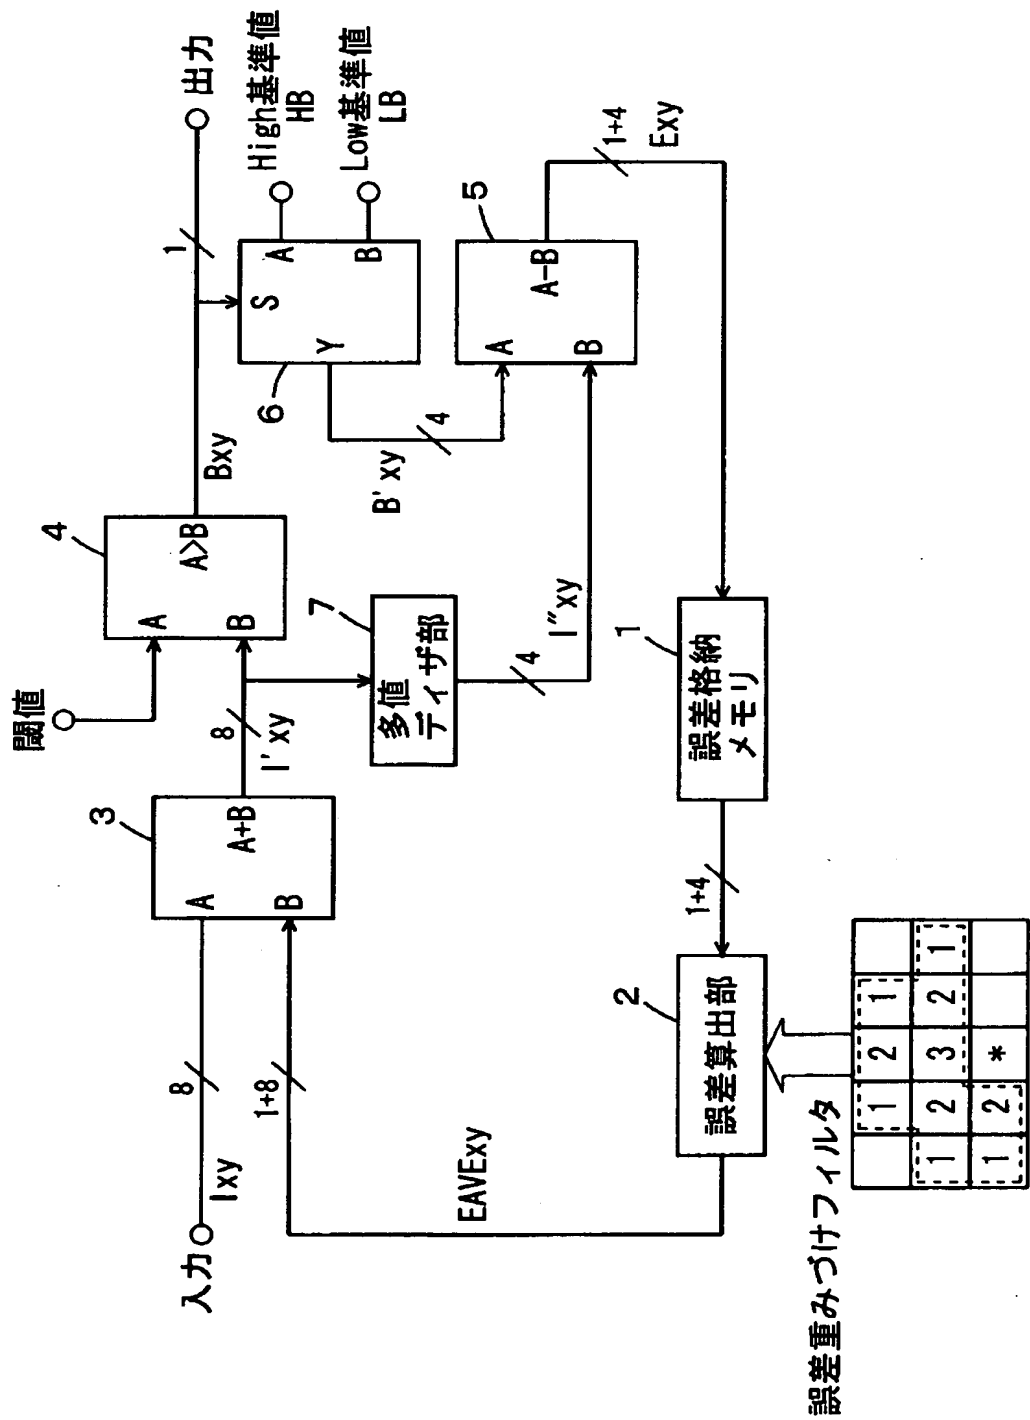 入力
Ixy
8
3
A
B
A+B
1+8
EAVExy
8
I'xy
閾値
4
A
B
A>B
Bxy
1
出力
S
A
B
Y
6
High基準値
HB
Low基準値
LB
B'xy
4
7
多値
ディザ部
4
I"xy
5
A
B
A-B
1+4
Exy
1
誤差格納
メモリ
1+4
2
誤差算出部
誤差重みづけフィルタ
1 2 1
1 2 3 2 1
1 2 *